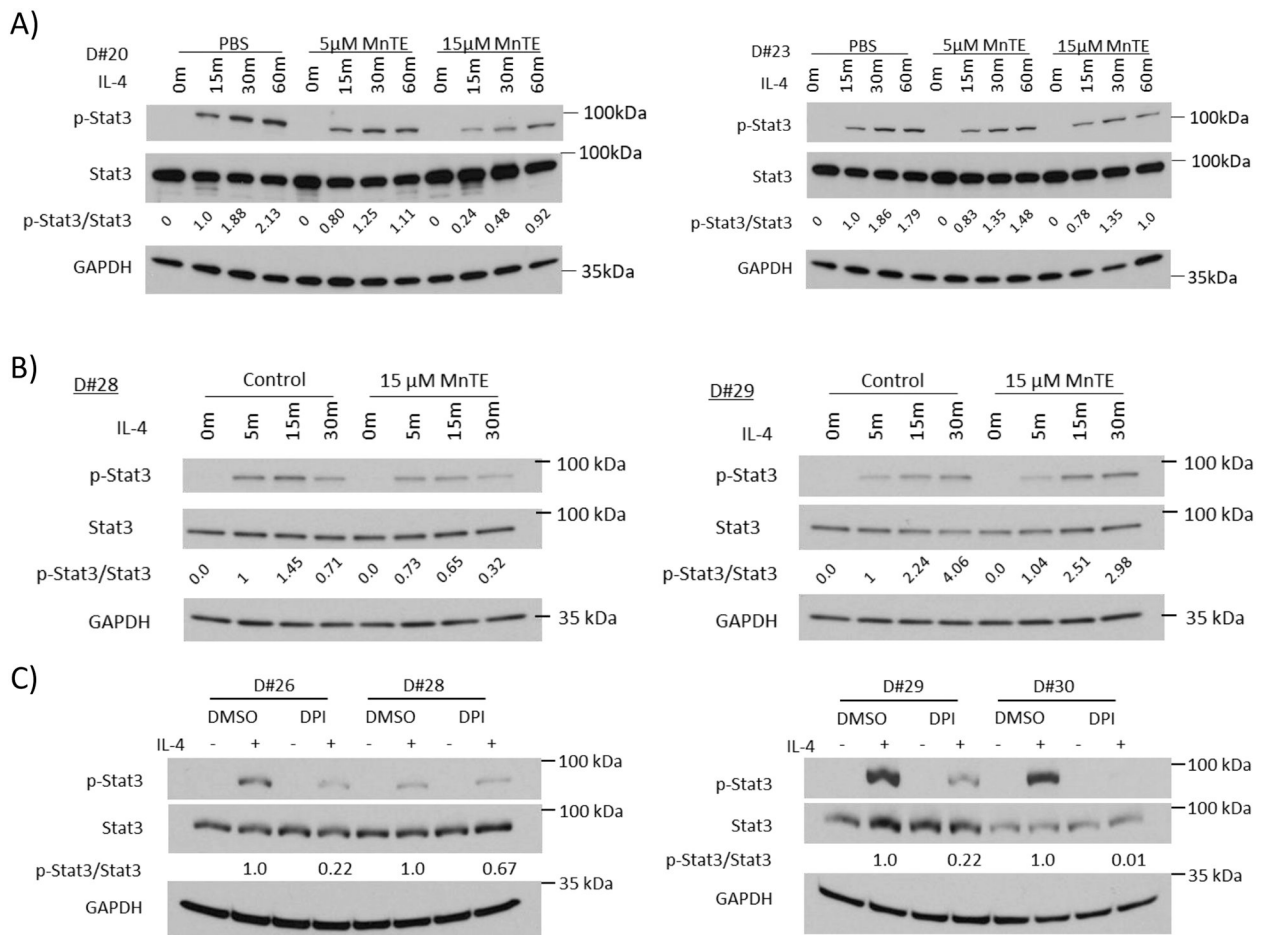 A)
D#20 PBS 5µM MnTE 15µM MnTE
IL-4 0m 15m 30m 60m 0m 15m 30m 60m 0m 15m 30m 60m
p-Stat3 100kDa
Stat3 100kDa
p-Stat3/Stat3 0 1.0 1.88 2.13 0 0.80 1.25 1.11 0 0.24 0.48 0.92
GAPDH 35kDa
D#23 PBS 5µM MnTE 15µM MnTE
IL-4 0m 15m 30m 60m 0m 15m 30m 60m 0m 15m 30m 60m
p-Stat3 100kDa
Stat3 100kDa
p-Stat3/Stat3 0 1.0 1.86 1.79 0 0.83 1.35 1.48 0 0.78 1.35 1.0
GAPDH 35kDa
B)
D#28 Control 15 µM MnTE
IL-4 0m 5m 15m 30m 0m 5m 15m 30m
p-Stat3 100 kDa
Stat3 100 kDa
p-Stat3/Stat3 0.0 1 1.45 0.71 0.0 0.73 0.65 0.32
GAPDH 35 kDa
D#29 Control 15 µM MnTE
IL-4 0m 5m 15m 30m 0m 5m 15m 30m
p-Stat3 100 kDa
Stat3 100 kDa
p-Stat3/Stat3 0.0 1 2.24 4.06 0.0 1.04 2.51 2.98
GAPDH 35 kDa
C)
D#26 D#28
DMSO DPI DMSO DPI
IL-4 - + - + - + - +
p-Stat3 100 kDa
Stat3 100 kDa
p-Stat3/Stat3 1.0 0.22 1.0 0.67
GAPDH 35 kDa
D#29 D#30
DMSO DPI DMSO DPI
IL-4 - + - + - + - +
p-Stat3 100 kDa
Stat3 100 kDa
p-Stat3/Stat3 1.0 0.22 1.0 0.01
GAPDH 35 kDa